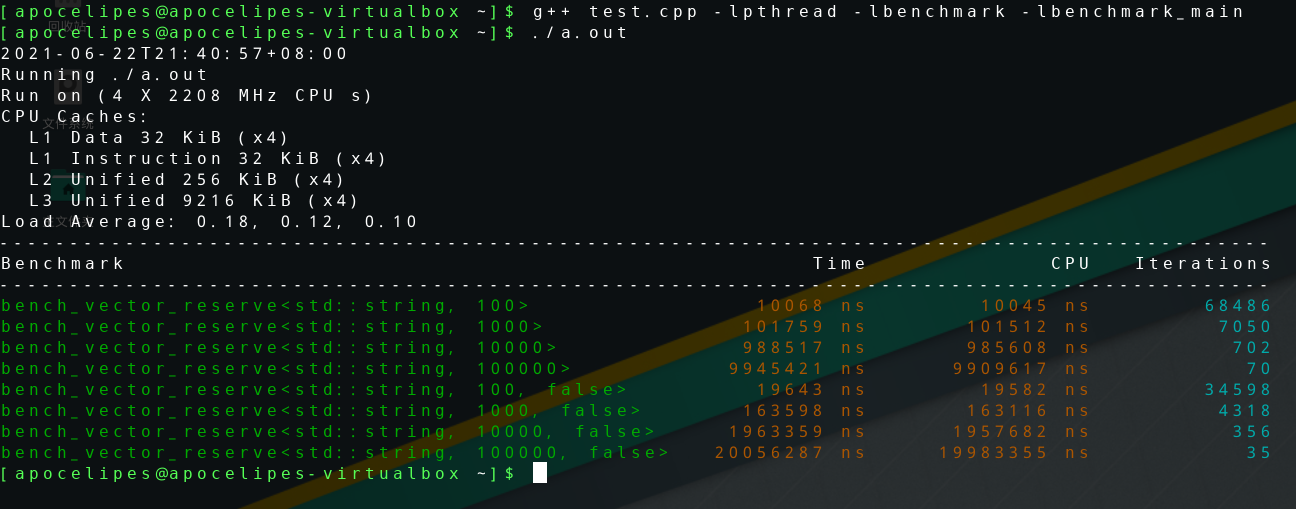 [apocelipes@apocelipes-virtualbox ~]$ g++ test.cpp -lpthread -lbenchmark -lbenchmark_main
[apocelipes@apocelipes-virtualbox ~]$ ./a.out
2021-06-22T21:40:57+08:00
Running ./a.out
Run on (4 X 2208 MHz CPU s)
CPU Caches:
  L1 Data 32 KiB (x4)
  L1 Instruction 32 KiB (x4)
  L2 Unified 256 KiB (x4)
  L3 Unified 9216 KiB (x4)
Load Average: 0.18, 0.12, 0.10
-------------------------------------------------------------------------------------------
Benchmark                                                 Time             CPU   Iterations
-------------------------------------------------------------------------------------------
bench_vector_reserve<std::string, 100>                10068 ns        10045 ns        68486
bench_vector_reserve<std::string, 1000>              101759 ns       101512 ns         7050
bench_vector_reserve<std::string, 10000>             988517 ns       985608 ns          702
bench_vector_reserve<std::string, 100000>           9945421 ns      9909617 ns           70
bench_vector_reserve<std::string, 100, false>         19643 ns        19582 ns        34598
bench_vector_reserve<std::string, 1000, false>       163598 ns       163116 ns         4318
bench_vector_reserve<std::string, 10000, false>     1963359 ns      1957682 ns          356
bench_vector_reserve<std::string, 100000, false>   20056287 ns     19983355 ns           35
[apocelipes@apocelipes-virtualbox ~]$
回收站
文件系统